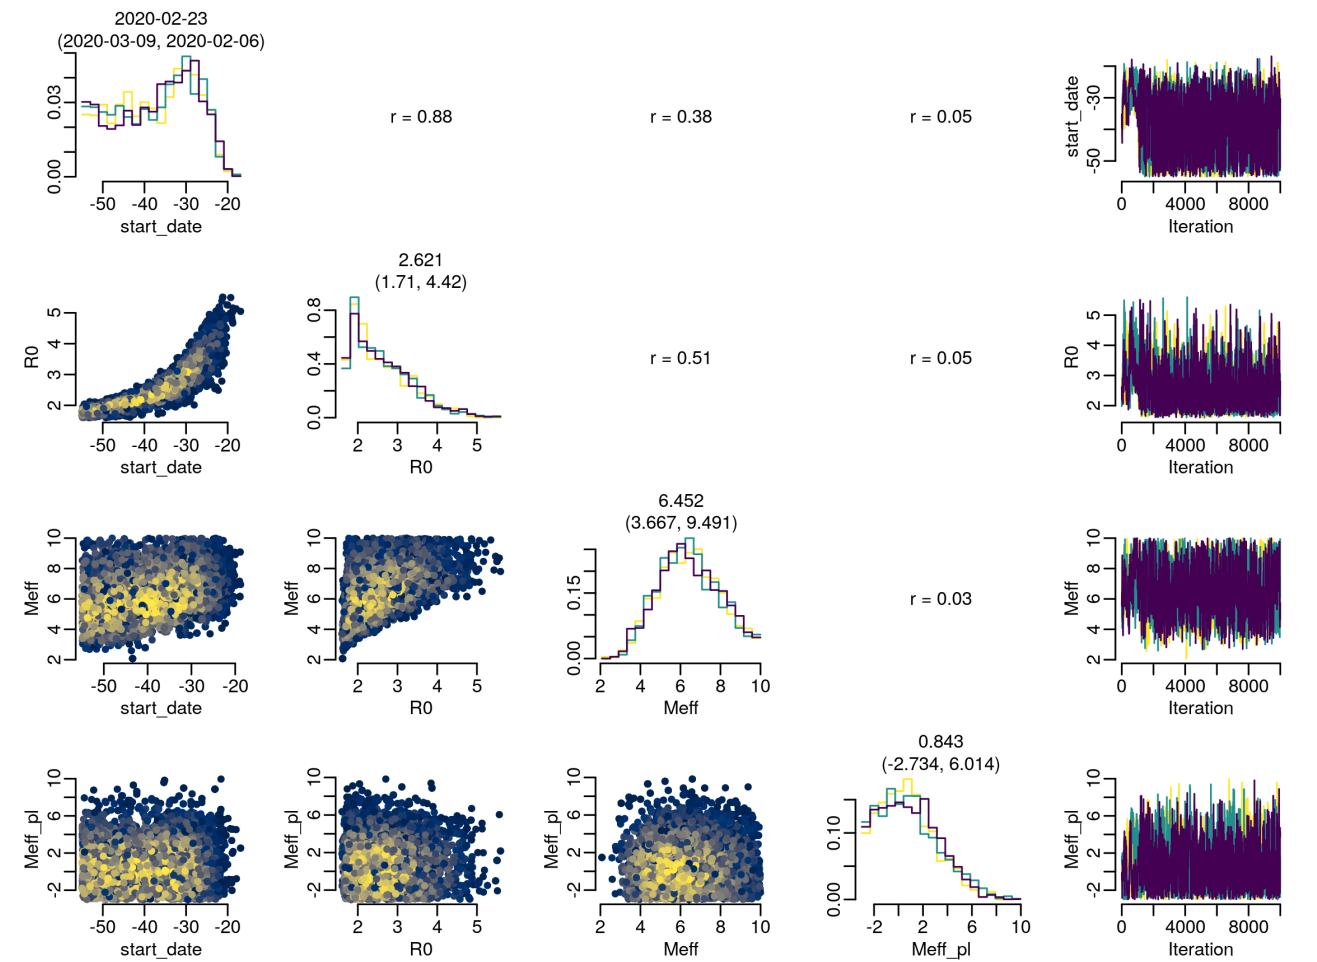 2020-02-23
(2020-03-09, 2020-02-06)
0.00 0.03
-50 -40 -30 -20
start_date
r = 0.88
r = 0.38
r = 0.05
start_date
-50 -30
0 4000 8000
Iteration
R0
2 3 4 5
-50 -40 -30 -20
start_date
2.621
(1.71, 4.42)
0.0 0.4 0.8
2 3 4 5
R0
r = 0.51
r = 0.05
R0
2 3 4 5
0 4000 8000
Iteration
Meff
2 4 6 8 10
-50 -40 -30 -20
start_date
Meff
2 4 6 8 10
2 3 4 5
R0
6.452
(3.667, 9.491)
0.00 0.15
2 4 6 8 10
Meff
r = 0.03
Meff
2 4 6 8 10
0 4000 8000
Iteration
Meff_pl
-2 2 6 10
-50 -40 -30 -20
start_date
Meff_pl
-2 2 6 10
2 3 4 5
R0
Meff_pl
-2 2 6 10
2 4 6 8 10
Meff
0.843
(-2.734, 6.014)
0.00 0.10
-2 2 6 10
Meff_pl
Meff_pl
-2 2 6 10
0 4000 8000
Iteration